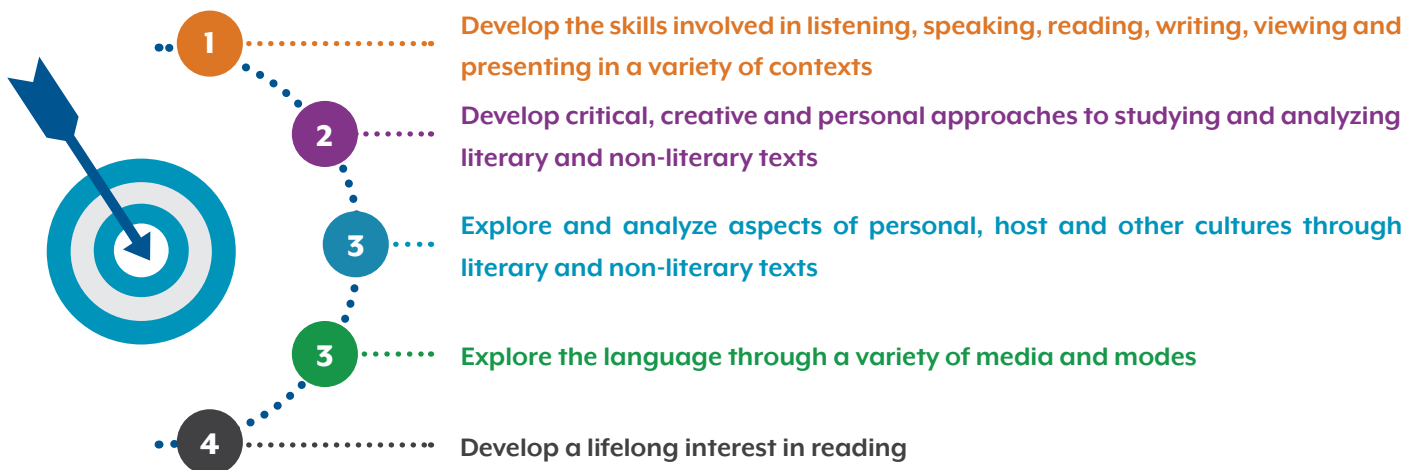 1
Develop the skills involved in listening, speaking, reading, writing, viewing and
presenting in a variety of contexts
2
Develop critical, creative and personal approaches to studying and analyzing
literary and non-literary texts
3
Explore and analyze aspects of personal, host and other cultures through
literary and non-literary texts
3
Explore the language through a variety of media and modes
4
Develop a lifelong interest in reading